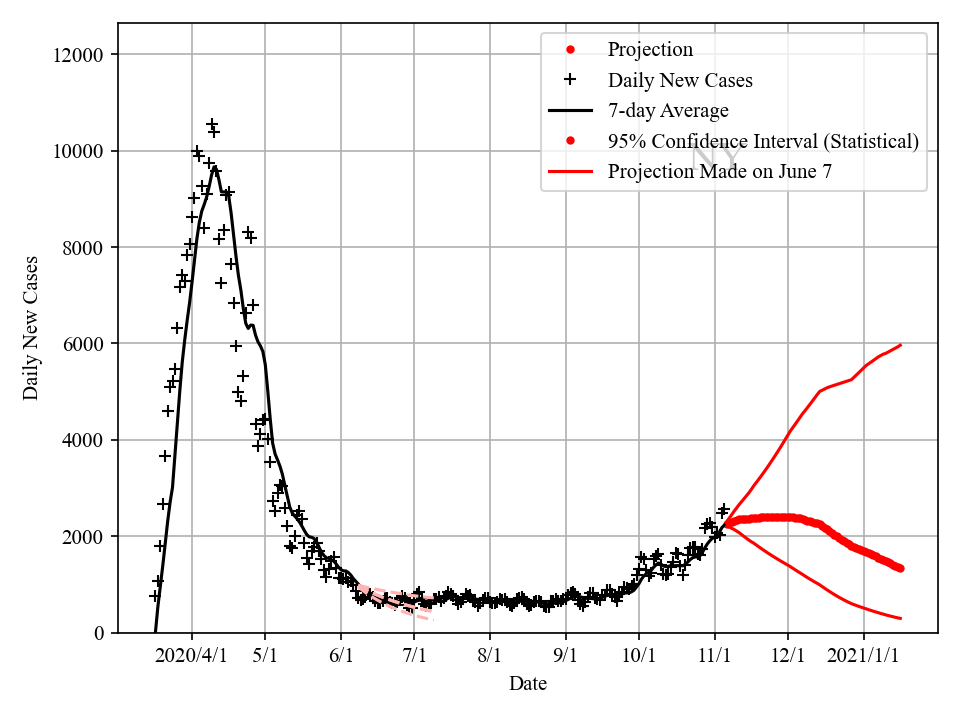 Projection
Daily New Cases
7-day Average
95% Confidence Interval (Statistical)
Projection Made on June 7
NY
12000
10000
8000
6000
4000
2000
0
Daily New Cases
2020/4/1 5/1 6/1 7/1 8/1 9/1 10/1 11/1 12/1 2021/1/1
Date